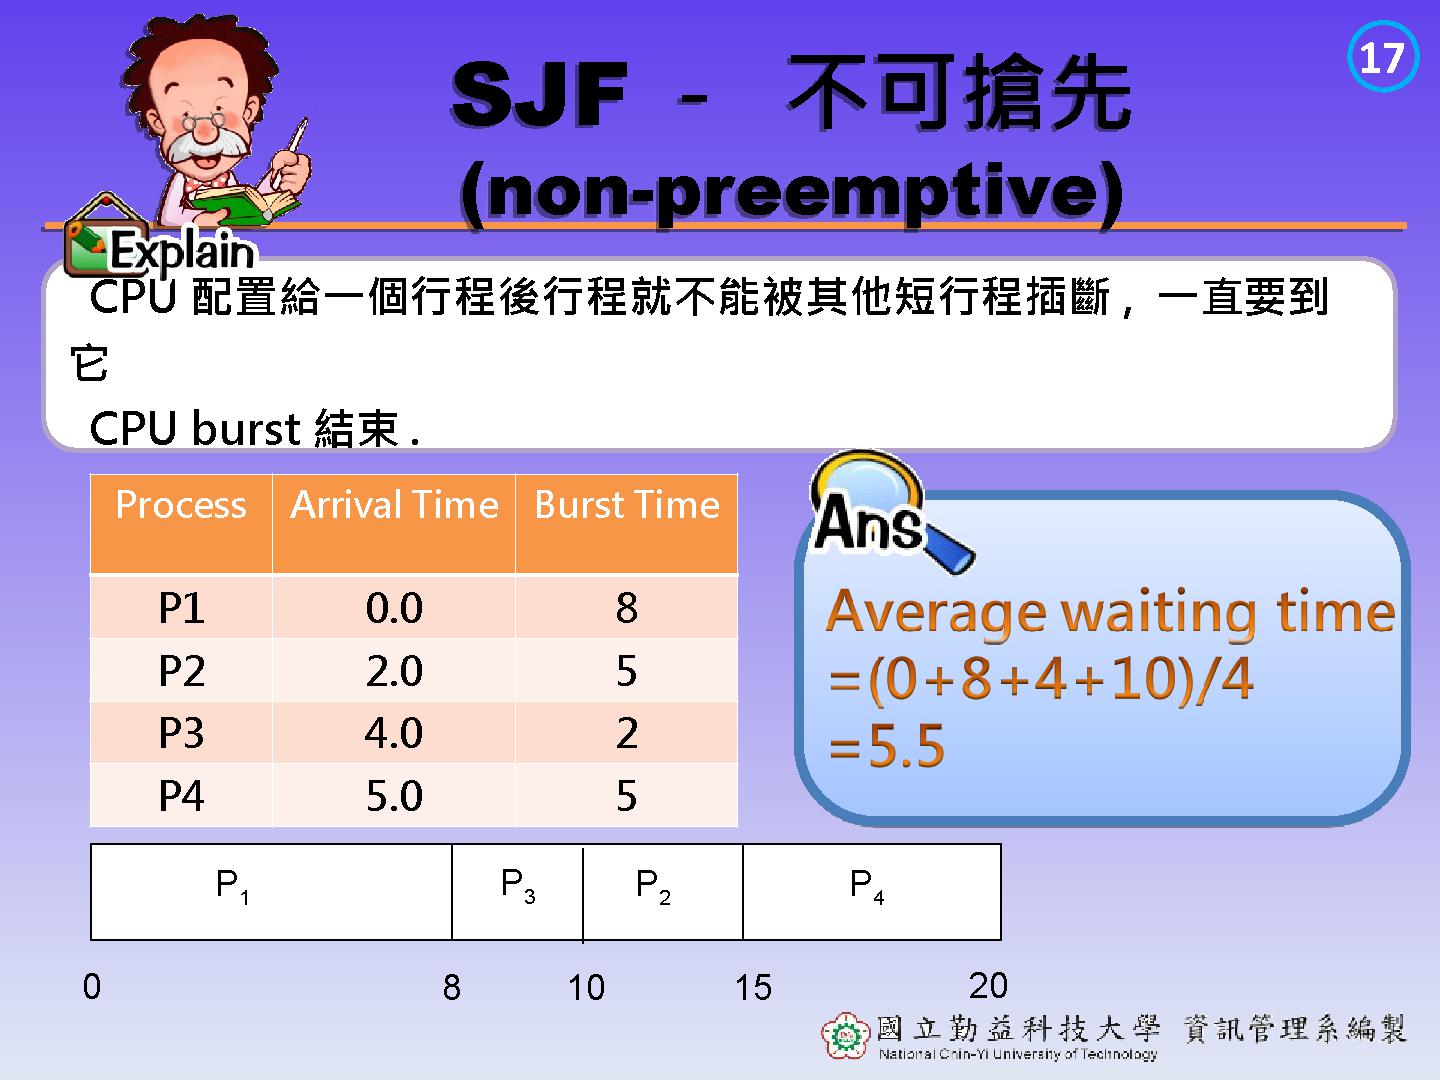 17
SJF - 不可搶先
(non-preemptive)
Explain
CPU 配置給一個行程後行程就不能被其他短行程插斷 , 一直要到
它
CPU burst 結束 .
Process Arrival Time Burst Time
P1 0.0 8
P2 2.0 5
P3 4.0 2
P4 5.0 5
Ans
Average waiting time
=(0+8+4+10)/4
=5.5
P1 P3 P2 P4
0 8 10 15 20
國立勤益科技大學 資訊管理系編製
National Chin-Yi University of Technology